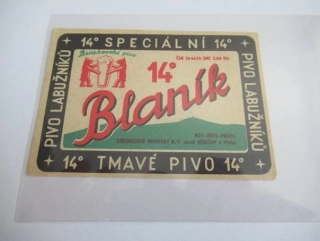 14° SPECIÁLNÍ 14°
PIVO LABUŽNÍKŮ
14°
Blaník
PIVO LABUŽNÍKŮ
14° TMAVÉ PIVO 14°